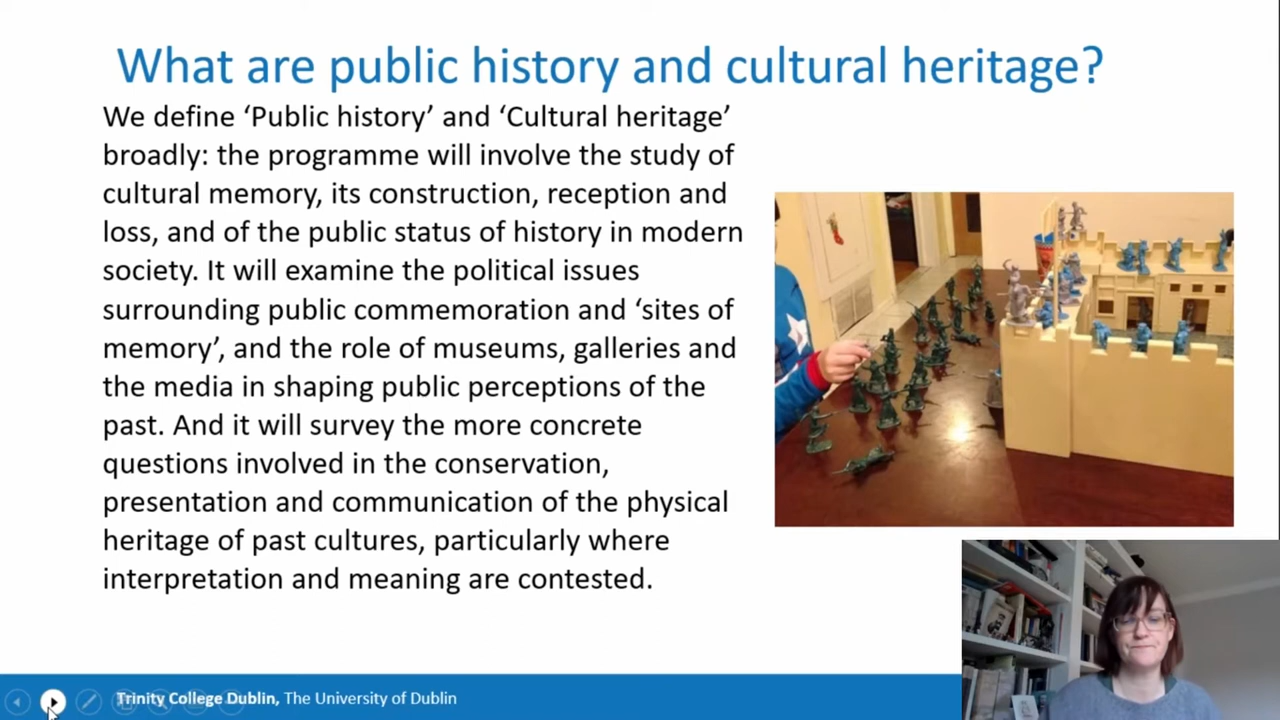 What are public history and cultural heritage?
We define ‘Public history’ and ‘Cultural heritage’
broadly: the programme will involve the study of
cultural memory, its construction, reception and
loss, and of the public status of history in modern
society. It will examine the political issues
surrounding public commemoration and ‘sites of
memory’, and the role of museums, galleries and
the media in shaping public perceptions of the
past. And it will survey the more concrete
questions involved in the conservation,
presentation and communication of the physical
heritage of past cultures, particularly where
interpretation and meaning are contested.
Trinity College Dublin, The University of Dublin